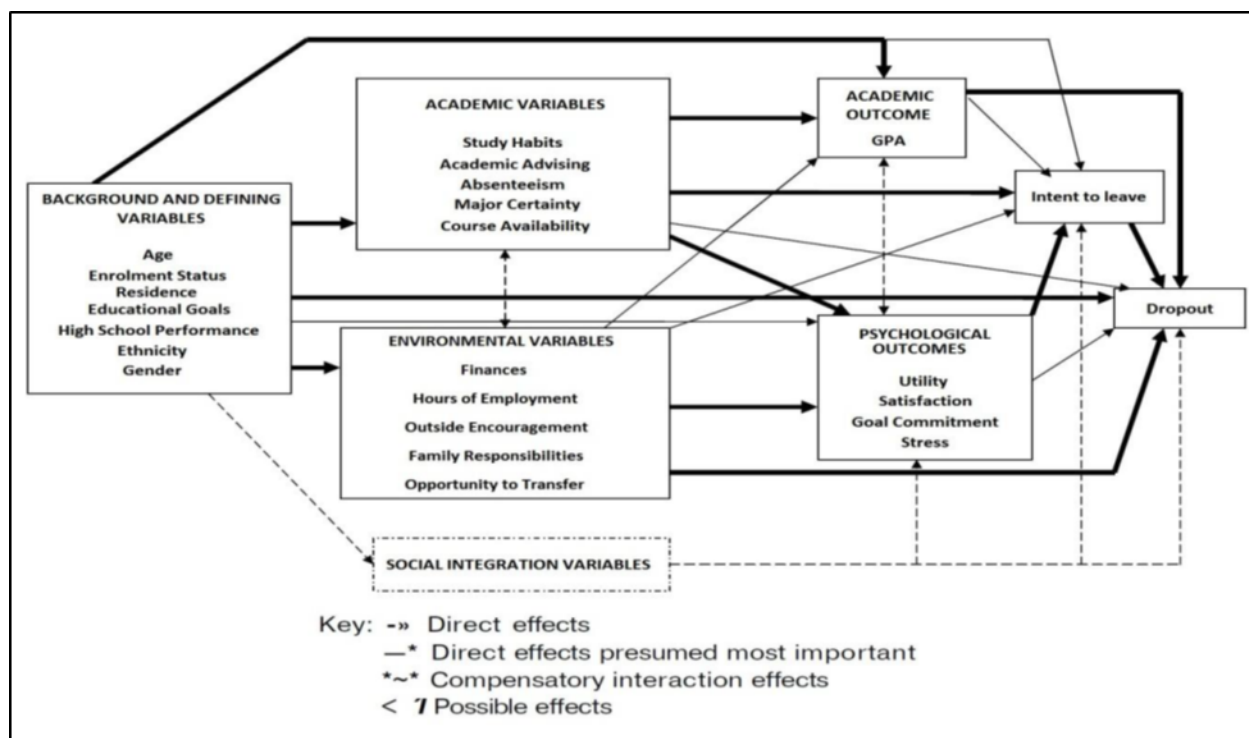 BACKGROUND AND DEFINING
VARIABLES
Age
Enrolment Status
Residence
Educational Goals
High School Performance
Ethnicity
Gender
ACADEMIC VARIABLES
Study Habits
Academic Advising
Absenteeism
Major Certainty
Course Availability
ENVIRONMENTAL VARIABLES
Finances
Hours of Employment
Outside Encouragement
Family Responsibilities
Opportunity to Transfer
SOCIAL INTEGRATION VARIABLES
ACADEMIC
OUTCOME
GPA
PSYCHOLOGICAL
OUTCOMES
Utility
Satisfaction
Goal Commitment
Stress
Intent to leave
Dropout
Key: -» Direct effects
—* Direct effects presumed most important
*~* Compensatory interaction effects
< Possible effects